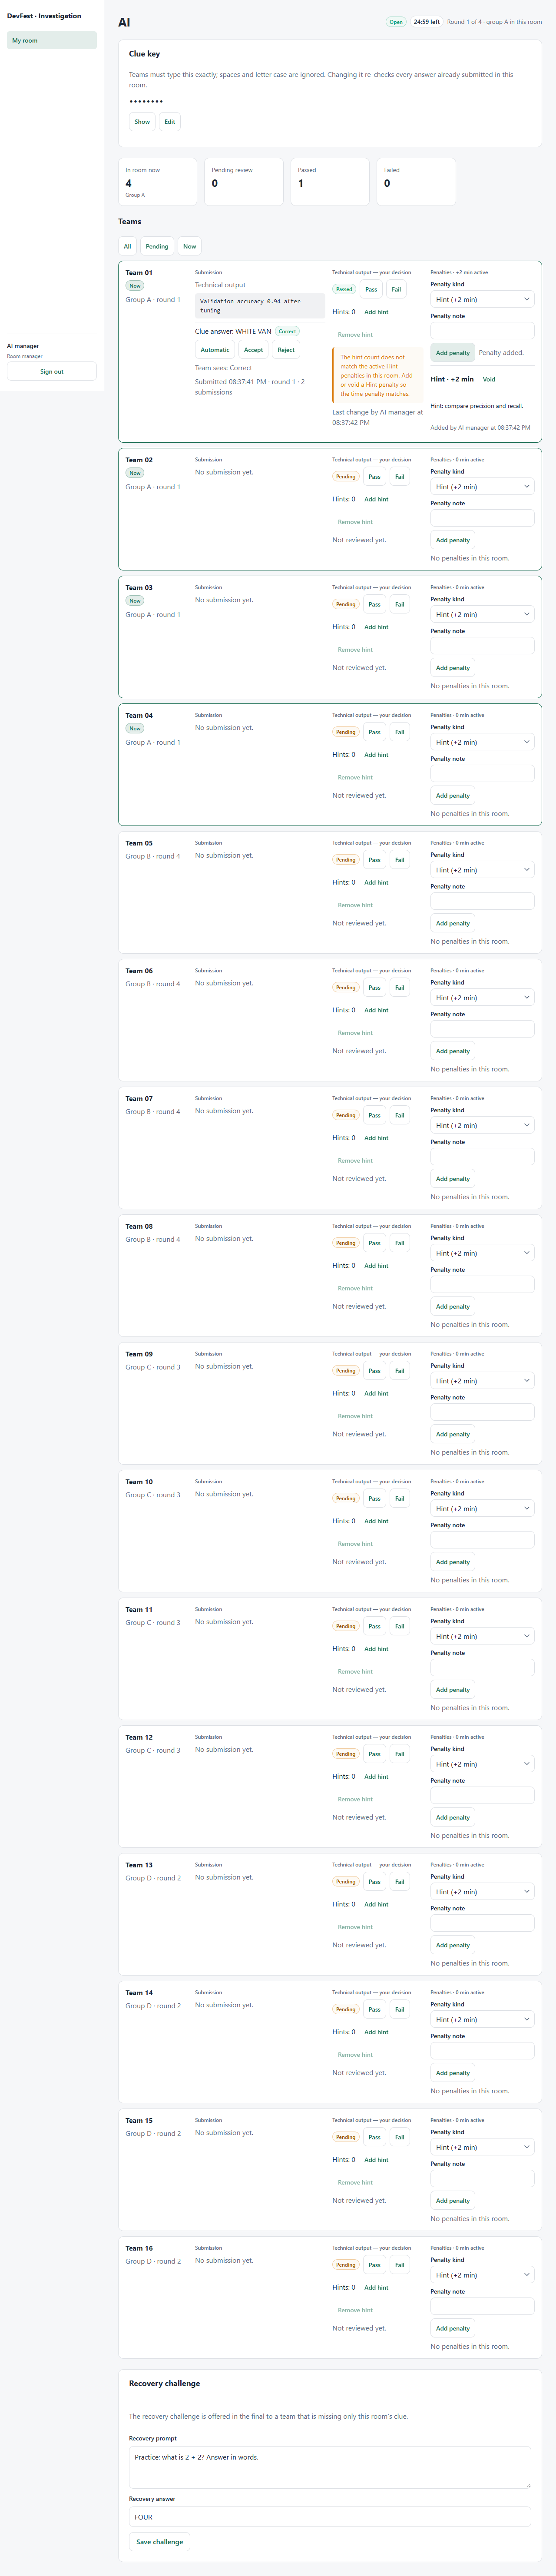 DevFest · Investigation
My room
AI manager
Room manager
Sign out
AI
Open
24:59 left
Round 1 of 4 · group A in this room
Clue key
Teams must type this exactly; spaces and letter case are ignored. Changing it re-checks every answer already submitted in this
room.
••••••••
Show
Edit
In room now
4
Group A
Pending review
0
Passed
1
Failed
0
Teams
All
Pending
Now
Team 01
Now
Group A · round 1
Submission
Technical output
Validation accuracy 0.94 after
tuning
Clue answer: WHITE VAN
Correct
Automatic
Accept
Reject
Team sees: Correct
Submitted 08:37:41 PM · round 1 · 2
submissions
Technical output — your decision
Passed
Pass
Fail
Hints: 0
Add hint
Remove hint
The hint count does not
match the active Hint
penalties in this room. Add
or void a Hint penalty so
the time penalty matches.
Last change by AI manager at
08:37:42 PM
Penalties · +2 min active
Penalty kind
Hint (+2 min)
Penalty note
Add penalty
Penalty added.
Hint · +2 min
Void
Hint: compare precision and recall.
Added by AI manager at 08:37:42 PM
Team 02
Now
Group A · round 1
Submission
No submission yet.
Technical output — your decision
Pending
Pass
Fail
Hints: 0
Add hint
Remove hint
Not reviewed yet.
Penalties · 0 min active
Penalty kind
Hint (+2 min)
Penalty note
Add penalty
No penalties in this room.
Team 03
Now
Group A · round 1
Submission
No submission yet.
Technical output — your decision
Pending
Pass
Fail
Hints: 0
Add hint
Remove hint
Not reviewed yet.
Penalties · 0 min active
Penalty kind
Hint (+2 min)
Penalty note
Add penalty
No penalties in this room.
Team 04
Now
Group A · round 1
Submission
No submission yet.
Technical output — your decision
Pending
Pass
Fail
Hints: 0
Add hint
Remove hint
Not reviewed yet.
Penalties · 0 min active
Penalty kind
Hint (+2 min)
Penalty note
Add penalty
No penalties in this room.
Team 05
Group B · round 4
Submission
No submission yet.
Technical output — your decision
Pending
Pass
Fail
Hints: 0
Add hint
Remove hint
Not reviewed yet.
Penalties · 0 min active
Penalty kind
Hint (+2 min)
Penalty note
Add penalty
No penalties in this room.
Team 06
Group B · round 4
Submission
No submission yet.
Technical output — your decision
Pending
Pass
Fail
Hints: 0
Add hint
Remove hint
Not reviewed yet.
Penalties · 0 min active
Penalty kind
Hint (+2 min)
Penalty note
Add penalty
No penalties in this room.
Team 07
Group B · round 4
Submission
No submission yet.
Technical output — your decision
Pending
Pass
Fail
Hints: 0
Add hint
Remove hint
Not reviewed yet.
Penalties · 0 min active
Penalty kind
Hint (+2 min)
Penalty note
Add penalty
No penalties in this room.
Team 08
Group B · round 4
Submission
No submission yet.
Technical output — your decision
Pending
Pass
Fail
Hints: 0
Add hint
Remove hint
Not reviewed yet.
Penalties · 0 min active
Penalty kind
Hint (+2 min)
Penalty note
Add penalty
No penalties in this room.
Team 09
Group C · round 3
Submission
No submission yet.
Technical output — your decision
Pending
Pass
Fail
Hints: 0
Add hint
Remove hint
Not reviewed yet.
Penalties · 0 min active
Penalty kind
Hint (+2 min)
Penalty note
Add penalty
No penalties in this room.
Team 10
Group C · round 3
Submission
No submission yet.
Technical output — your decision
Pending
Pass
Fail
Hints: 0
Add hint
Remove hint
Not reviewed yet.
Penalties · 0 min active
Penalty kind
Hint (+2 min)
Penalty note
Add penalty
No penalties in this room.
Team 11
Group C · round 3
Submission
No submission yet.
Technical output — your decision
Pending
Pass
Fail
Hints: 0
Add hint
Remove hint
Not reviewed yet.
Penalties · 0 min active
Penalty kind
Hint (+2 min)
Penalty note
Add penalty
No penalties in this room.
Team 12
Group C · round 3
Submission
No submission yet.
Technical output — your decision
Pending
Pass
Fail
Hints: 0
Add hint
Remove hint
Not reviewed yet.
Penalties · 0 min active
Penalty kind
Hint (+2 min)
Penalty note
Add penalty
No penalties in this room.
Team 13
Group D · round 2
Submission
No submission yet.
Technical output — your decision
Pending
Pass
Fail
Hints: 0
Add hint
Remove hint
Not reviewed yet.
Penalties · 0 min active
Penalty kind
Hint (+2 min)
Penalty note
Add penalty
No penalties in this room.
Team 14
Group D · round 2
Submission
No submission yet.
Technical output — your decision
Pending
Pass
Fail
Hints: 0
Add hint
Remove hint
Not reviewed yet.
Penalties · 0 min active
Penalty kind
Hint (+2 min)
Penalty note
Add penalty
No penalties in this room.
Team 15
Group D · round 2
Submission
No submission yet.
Technical output — your decision
Pending
Pass
Fail
Hints: 0
Add hint
Remove hint
Not reviewed yet.
Penalties · 0 min active
Penalty kind
Hint (+2 min)
Penalty note
Add penalty
No penalties in this room.
Team 16
Group D · round 2
Submission
No submission yet.
Technical output — your decision
Pending
Pass
Fail
Hints: 0
Add hint
Remove hint
Not reviewed yet.
Penalties · 0 min active
Penalty kind
Hint (+2 min)
Penalty note
Add penalty
No penalties in this room.
Recovery challenge
The recovery challenge is offered in the final to a team that is missing only this room's clue.
Recovery prompt
Practice: what is 2 + 2? Answer in words.
Recovery answer
FOUR
Save challenge